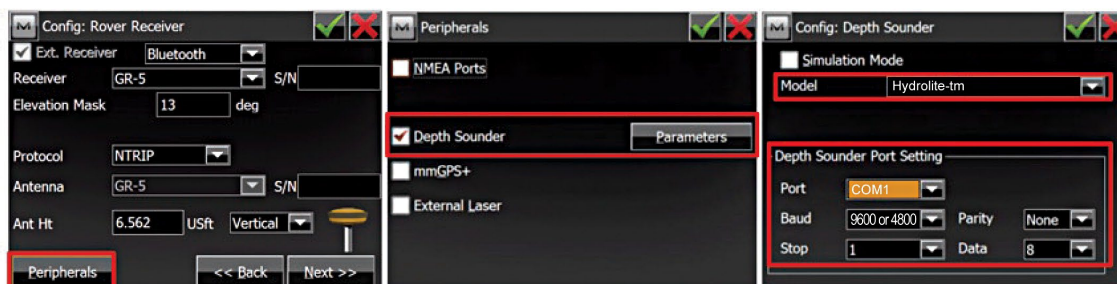 Config: Rover Receiver
Ext. Receiver Bluetooth
Receiver GR-5 S/N
Elevation Mask 13 deg
Protocol NTRIP
Antenna GR-5 S/N
Ant Ht 6.562 USft Vertical
Peripherals << Back Next >>
Peripherals
NMEA Ports
Depth Sounder Parameters
mmGPS+
External Laser
Config: Depth Sounder
Simulation Mode
Model Hydrolite-tm
Depth Sounder Port Setting
Port COM1
Baud 9600 or 4800 Parity None
Stop 1 Data 8